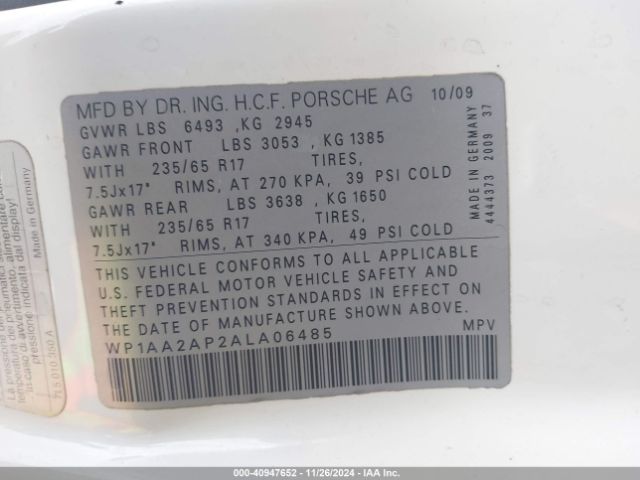 MFD BY DR. ING. H.C.F. PORSCHE AG 10/09
GVWR LBS 6493 ,KG 2945
GAWR FRONT LBS 3053 , KG 1385
WITH 235/65 R17 TIRES,
7.5Jx17" RIMS, AT 270 KPA, 39 PSI COLD
GAWR REAR LBS 3638 , KG 1650
WITH 235/65 R17 TIRES,
7.5Jx17" RIMS, AT 340 KPA, 49 PSI COLD
THIS VEHICLE CONFORMS TO ALL APPLICABLE
U.S. FEDERAL MOTOR VEHICLE SAFETY AND
THEFT PREVENTION STANDARDS IN EFFECT ON
THE DATE OF MANUFACTURE SHOWN ABOVE.
WP1AA2AP2ALA06485 MPV
MADE IN GERMANY
4444373 2009 37
Made in Germany
000-40947652 - 11/26/2024 - IAA Inc.